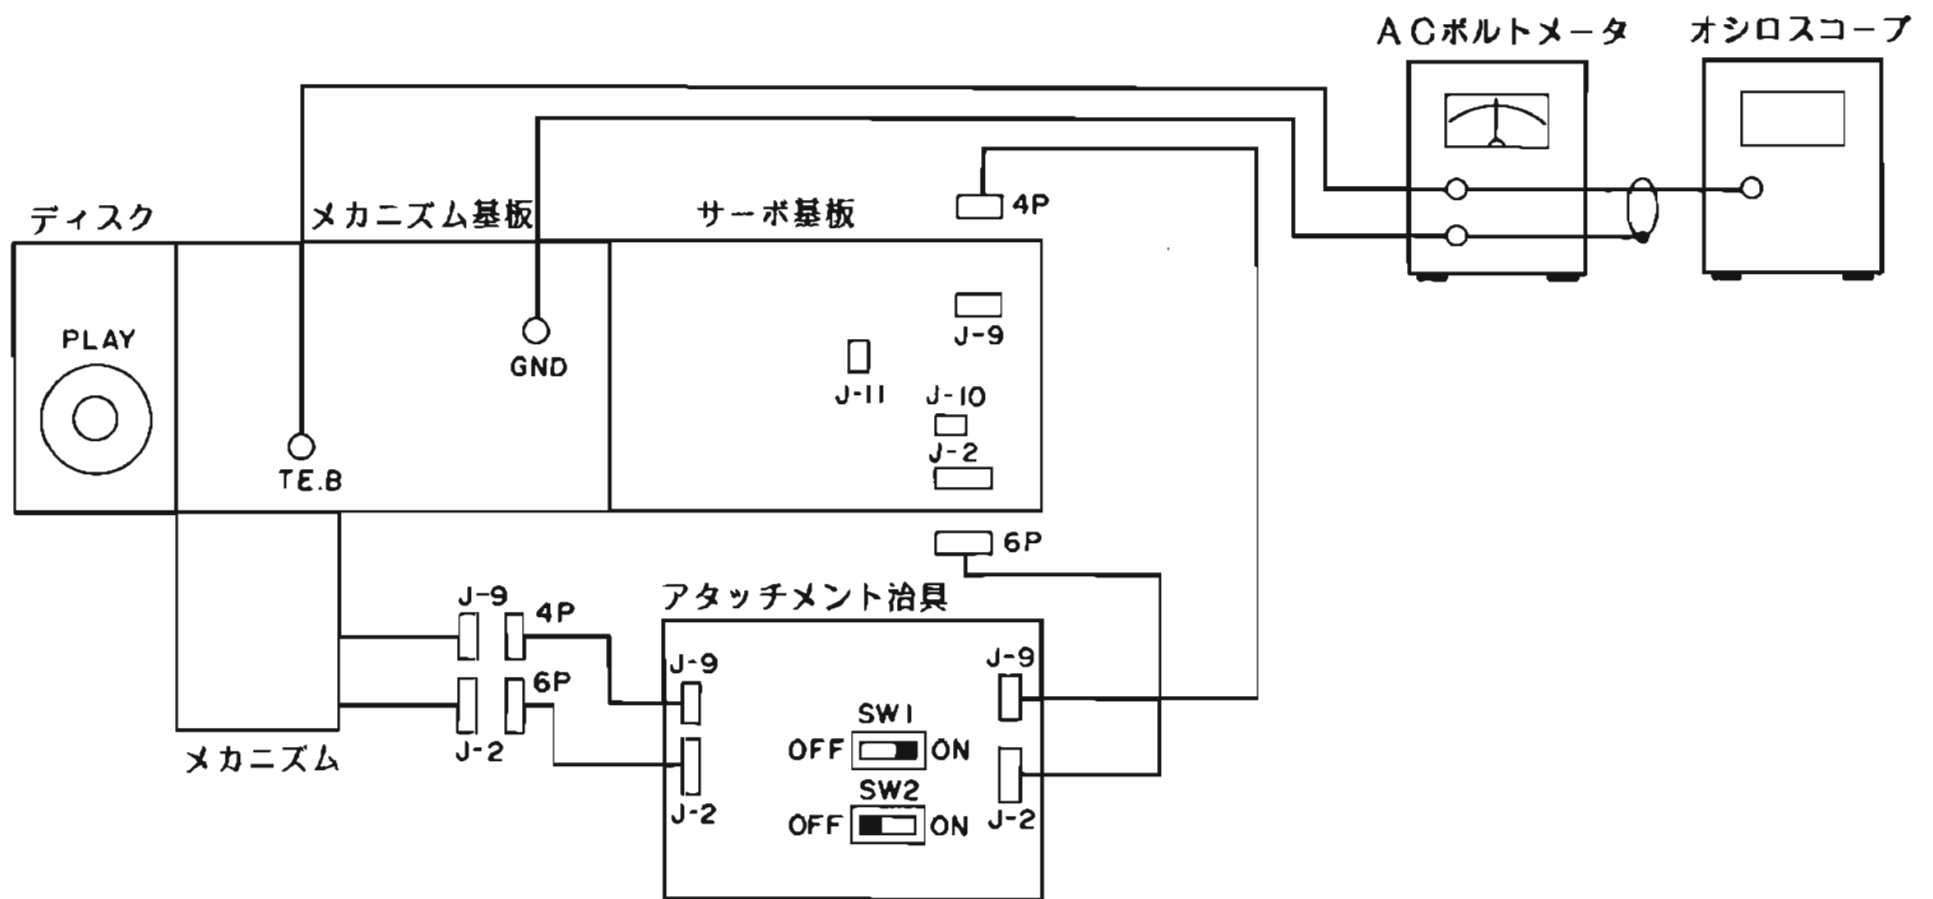 ACボルトメータ
オシロスコープ
4P
ディスク
メカニズム基板
サーボ基板
PLAY
GND
TE.B
J-9
J-11
J-10
J-2
6P
アタッチメント治具
J-9
4P
6P
J-2
メカニズム
J-9
J-2
J-9
J-2
SW1
OFF ON
SW2
OFF ON